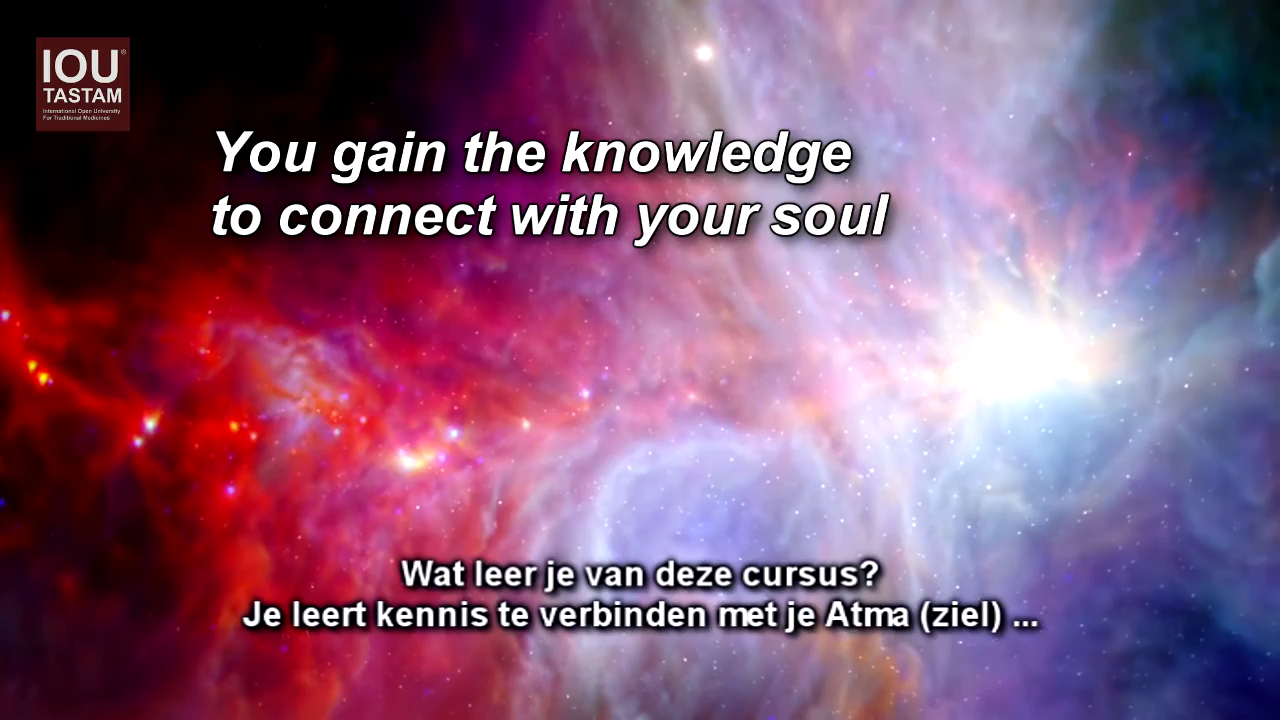 IOU
TASTAM
International Open University
For Traditional Medicines
You gain the knowledge
to connect with your soul
Wat leer je van deze cursus?
Je leert kennis te verbinden met je Atma (ziel) ...